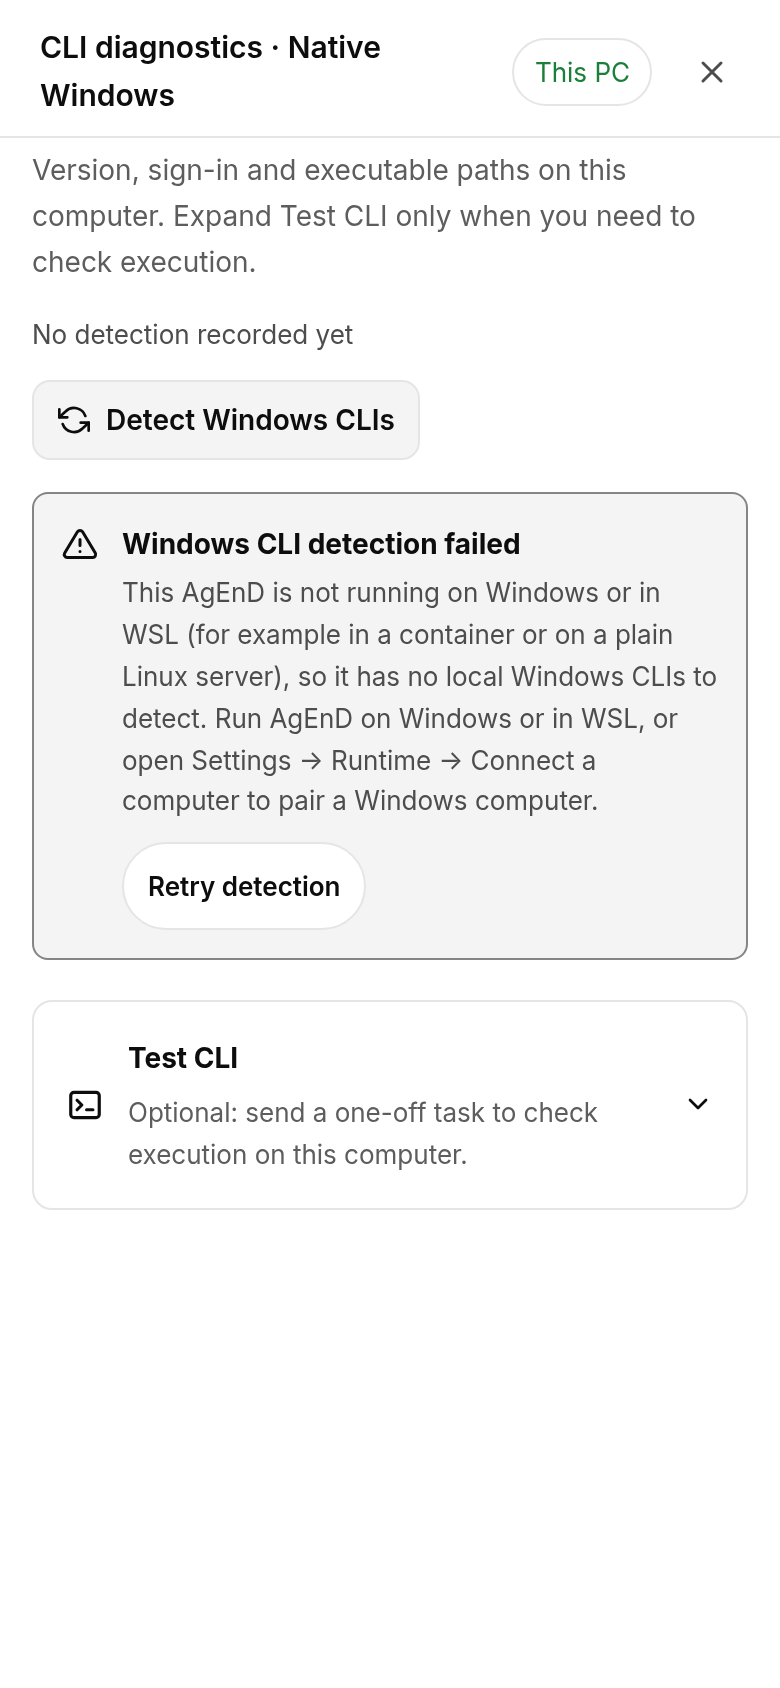 CLI diagnostics · Native
Windows
This PC
Version, sign-in and executable paths on this
computer. Expand Test CLI only when you need to
check execution.
No detection recorded yet
Detect Windows CLIs
Windows CLI detection failed
This AgEnD is not running on Windows or in
WSL (for example in a container or on a plain
Linux server), so it has no local Windows CLIs to
detect. Run AgEnD on Windows or in WSL, or
open Settings → Runtime → Connect a
computer to pair a Windows computer.
Retry detection
Test CLI
Optional: send a one-off task to check
execution on this computer.